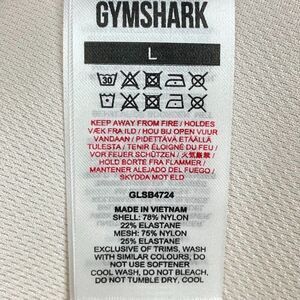 GYMSHARK
L
30
KEEP AWAY FROM FIRE / HOLDES
VÆK FRA ILD / HOU BIJ OPEN VUUR
VANDAAN / PIDETTÄVÄ ETÄÄLLÄ
TULESTA / TENIR ÉLOIGNÉ DU FEU /
VOR FEUER SCHÜTZEN / 火気厳禁 /
HOLD BORTE FRA FLAMMER /
MANTENER ALEJADO DEL FUEGO /
SKYDDA MOT ELD
GLSB4724
MADE IN VIETNAM
SHELL: 78% NYLON
22% ELASTANE
MESH: 75% NYLON
25% ELASTANE
EXCLUSIVE OF TRIMS, WASH
WITH SIMILAR COLOURS, DO
NOT USE SOFTENER
COOL WASH, DO NOT BLEACH,
DO NOT TUMBLE DRY, COOL